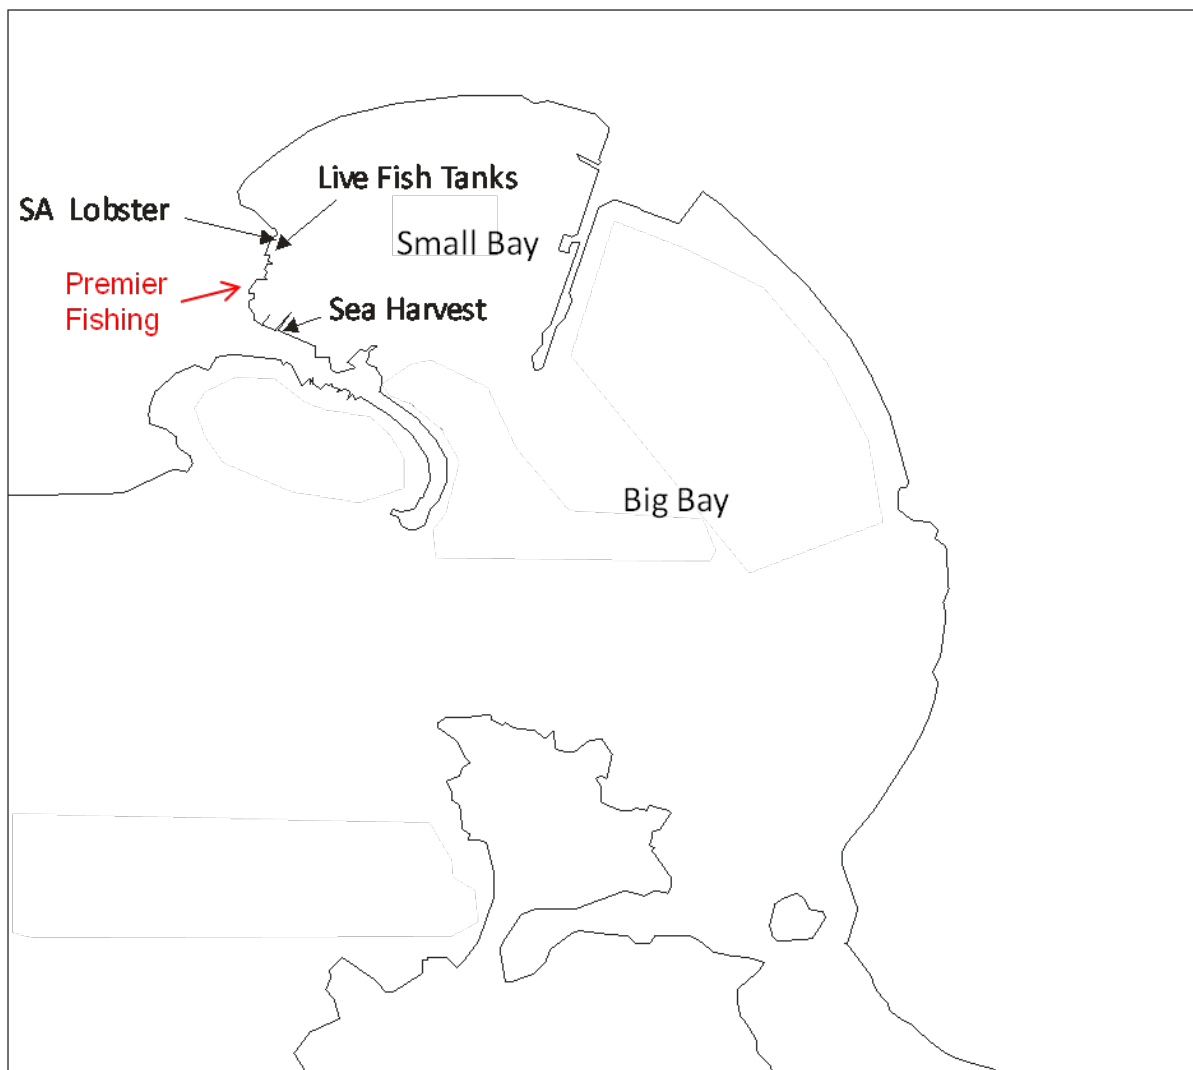 Live Fish Tanks
SA Lobster
Small Bay
Premier
Fishing
Sea Harvest
Big Bay